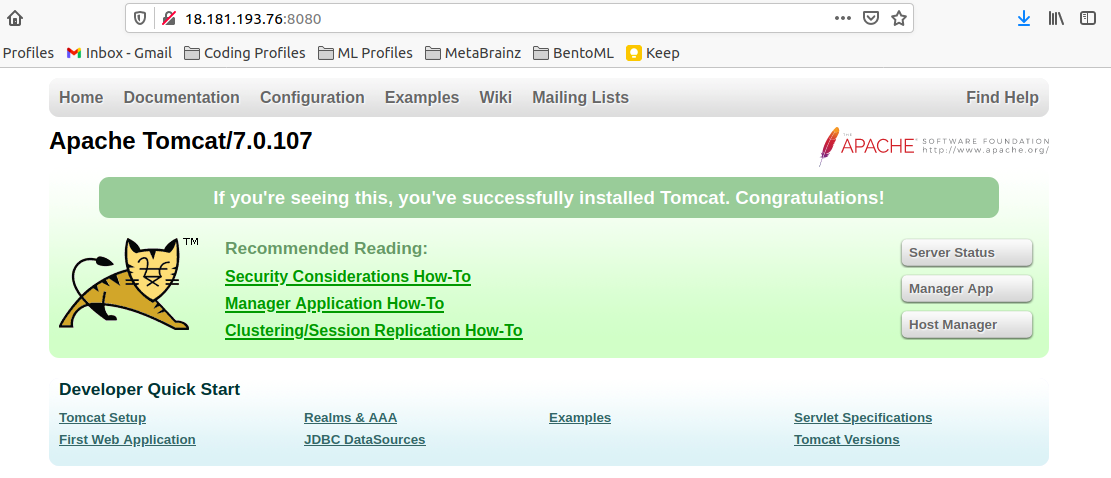 18.181.193.76:8080
Profiles Inbox - Gmail Coding Profiles ML Profiles MetaBrainz BentoML Keep
Home Documentation Configuration Examples Wiki Mailing Lists Find Help
Apache Tomcat/7.0.107
THE
APACHE SOFTWARE FOUNDATION
http://www.apache.org/
If you're seeing this, you've successfully installed Tomcat. Congratulations!
TM
Recommended Reading:
Security Considerations How-To
Manager Application How-To
Clustering/Session Replication How-To
Server Status
Manager App
Host Manager
Developer Quick Start
Tomcat Setup Realms & AAA Examples Servlet Specifications
First Web Application JDBC DataSources Tomcat Versions